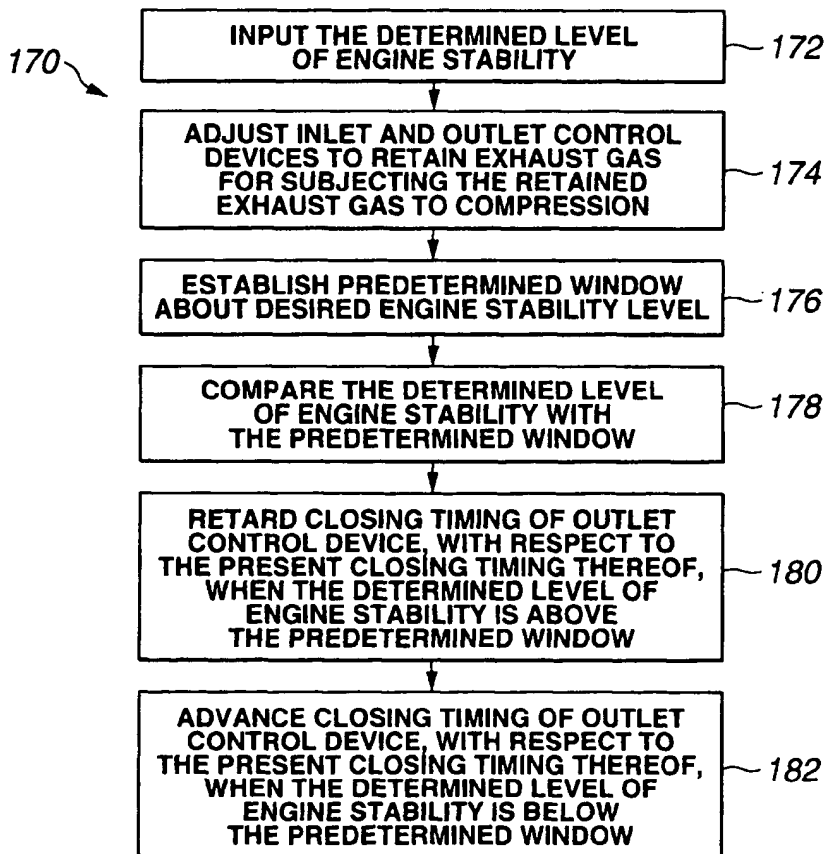 170
INPUT THE DETERMINED LEVEL
OF ENGINE STABILITY
172
ADJUST INLET AND OUTLET CONTROL
DEVICES TO RETAIN EXHAUST GAS
FOR SUBJECTING THE RETAINED
EXHAUST GAS TO COMPRESSION
174
ESTABLISH PREDETERMINED WINDOW
ABOUT DESIRED ENGINE STABILITY LEVEL
176
COMPARE THE DETERMINED LEVEL
OF ENGINE STABILITY WITH
THE PREDETERMINED WINDOW
178
RETARD CLOSING TIMING OF OUTLET
CONTROL DEVICE, WITH RESPECT TO
THE PRESENT CLOSING TIMING THEREOF,
WHEN THE DETERMINED LEVEL OF
ENGINE STABILITY IS ABOVE
THE PREDETERMINED WINDOW
180
ADVANCE CLOSING TIMING OF OUTLET
CONTROL DEVICE, WITH RESPECT TO
THE PRESENT CLOSING TIMING THEREOF,
WHEN THE DETERMINED LEVEL OF
ENGINE STABILITY IS BELOW
THE PREDETERMINED WINDOW
182